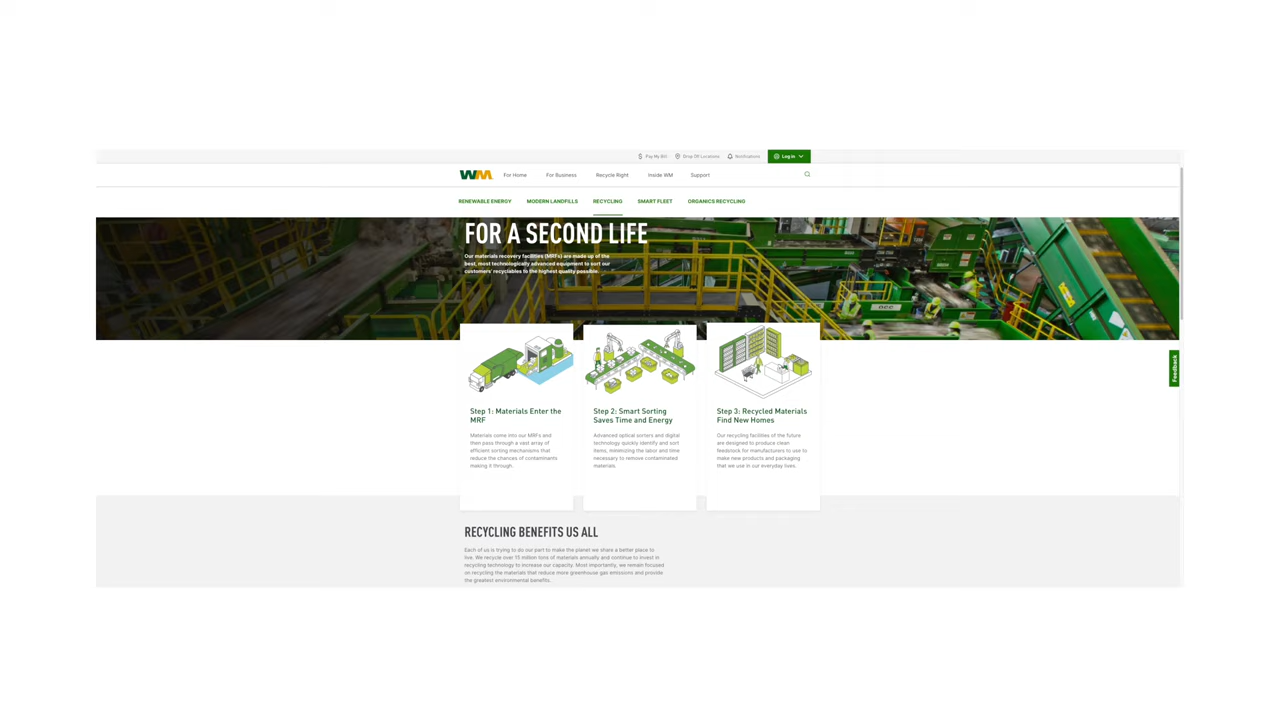 Pay My Bill Drop Off Locations Notifications Log In
WM For Home For Business Recycle Right Inside WM Support
RENEWABLE ENERGY MODERN LANDFILLS RECYCLING SMART FLEET ORGANICS RECYCLING
FOR A SECOND LIFE
Our materials recovery facilities (MRFs) are made up of the
best, most technologically advanced equipment to sort our
customers' recyclables to the highest quality possible.
Feedback
Step 1: Materials Enter the
MRF
Materials come into our MRFs and
then pass through a vast array of
efficient sorting mechanisms that
reduce the chances of contaminants
making it through.
Step 2: Smart Sorting
Saves Time and Energy
Advanced optical sorters and digital
technology quickly identify and sort
items, minimizing the labor and time
necessary to remove contaminated
materials.
Step 3: Recycled Materials
Find New Homes
Our recycling facilities of the future
are designed to produce clean
feedstock for manufacturers to use to
make new products and packaging
that we use in our everyday lives.
RECYCLING BENEFITS US ALL
Each of us is trying to do our part to make the planet we share a better place to
live. We recycle over 15 million tons of materials annually and continue to invest in
recycling technology to increase our capacity. Most importantly, we remain focused
on recycling the materials that reduce more greenhouse gas emissions and provide
the greatest environmental benefits.